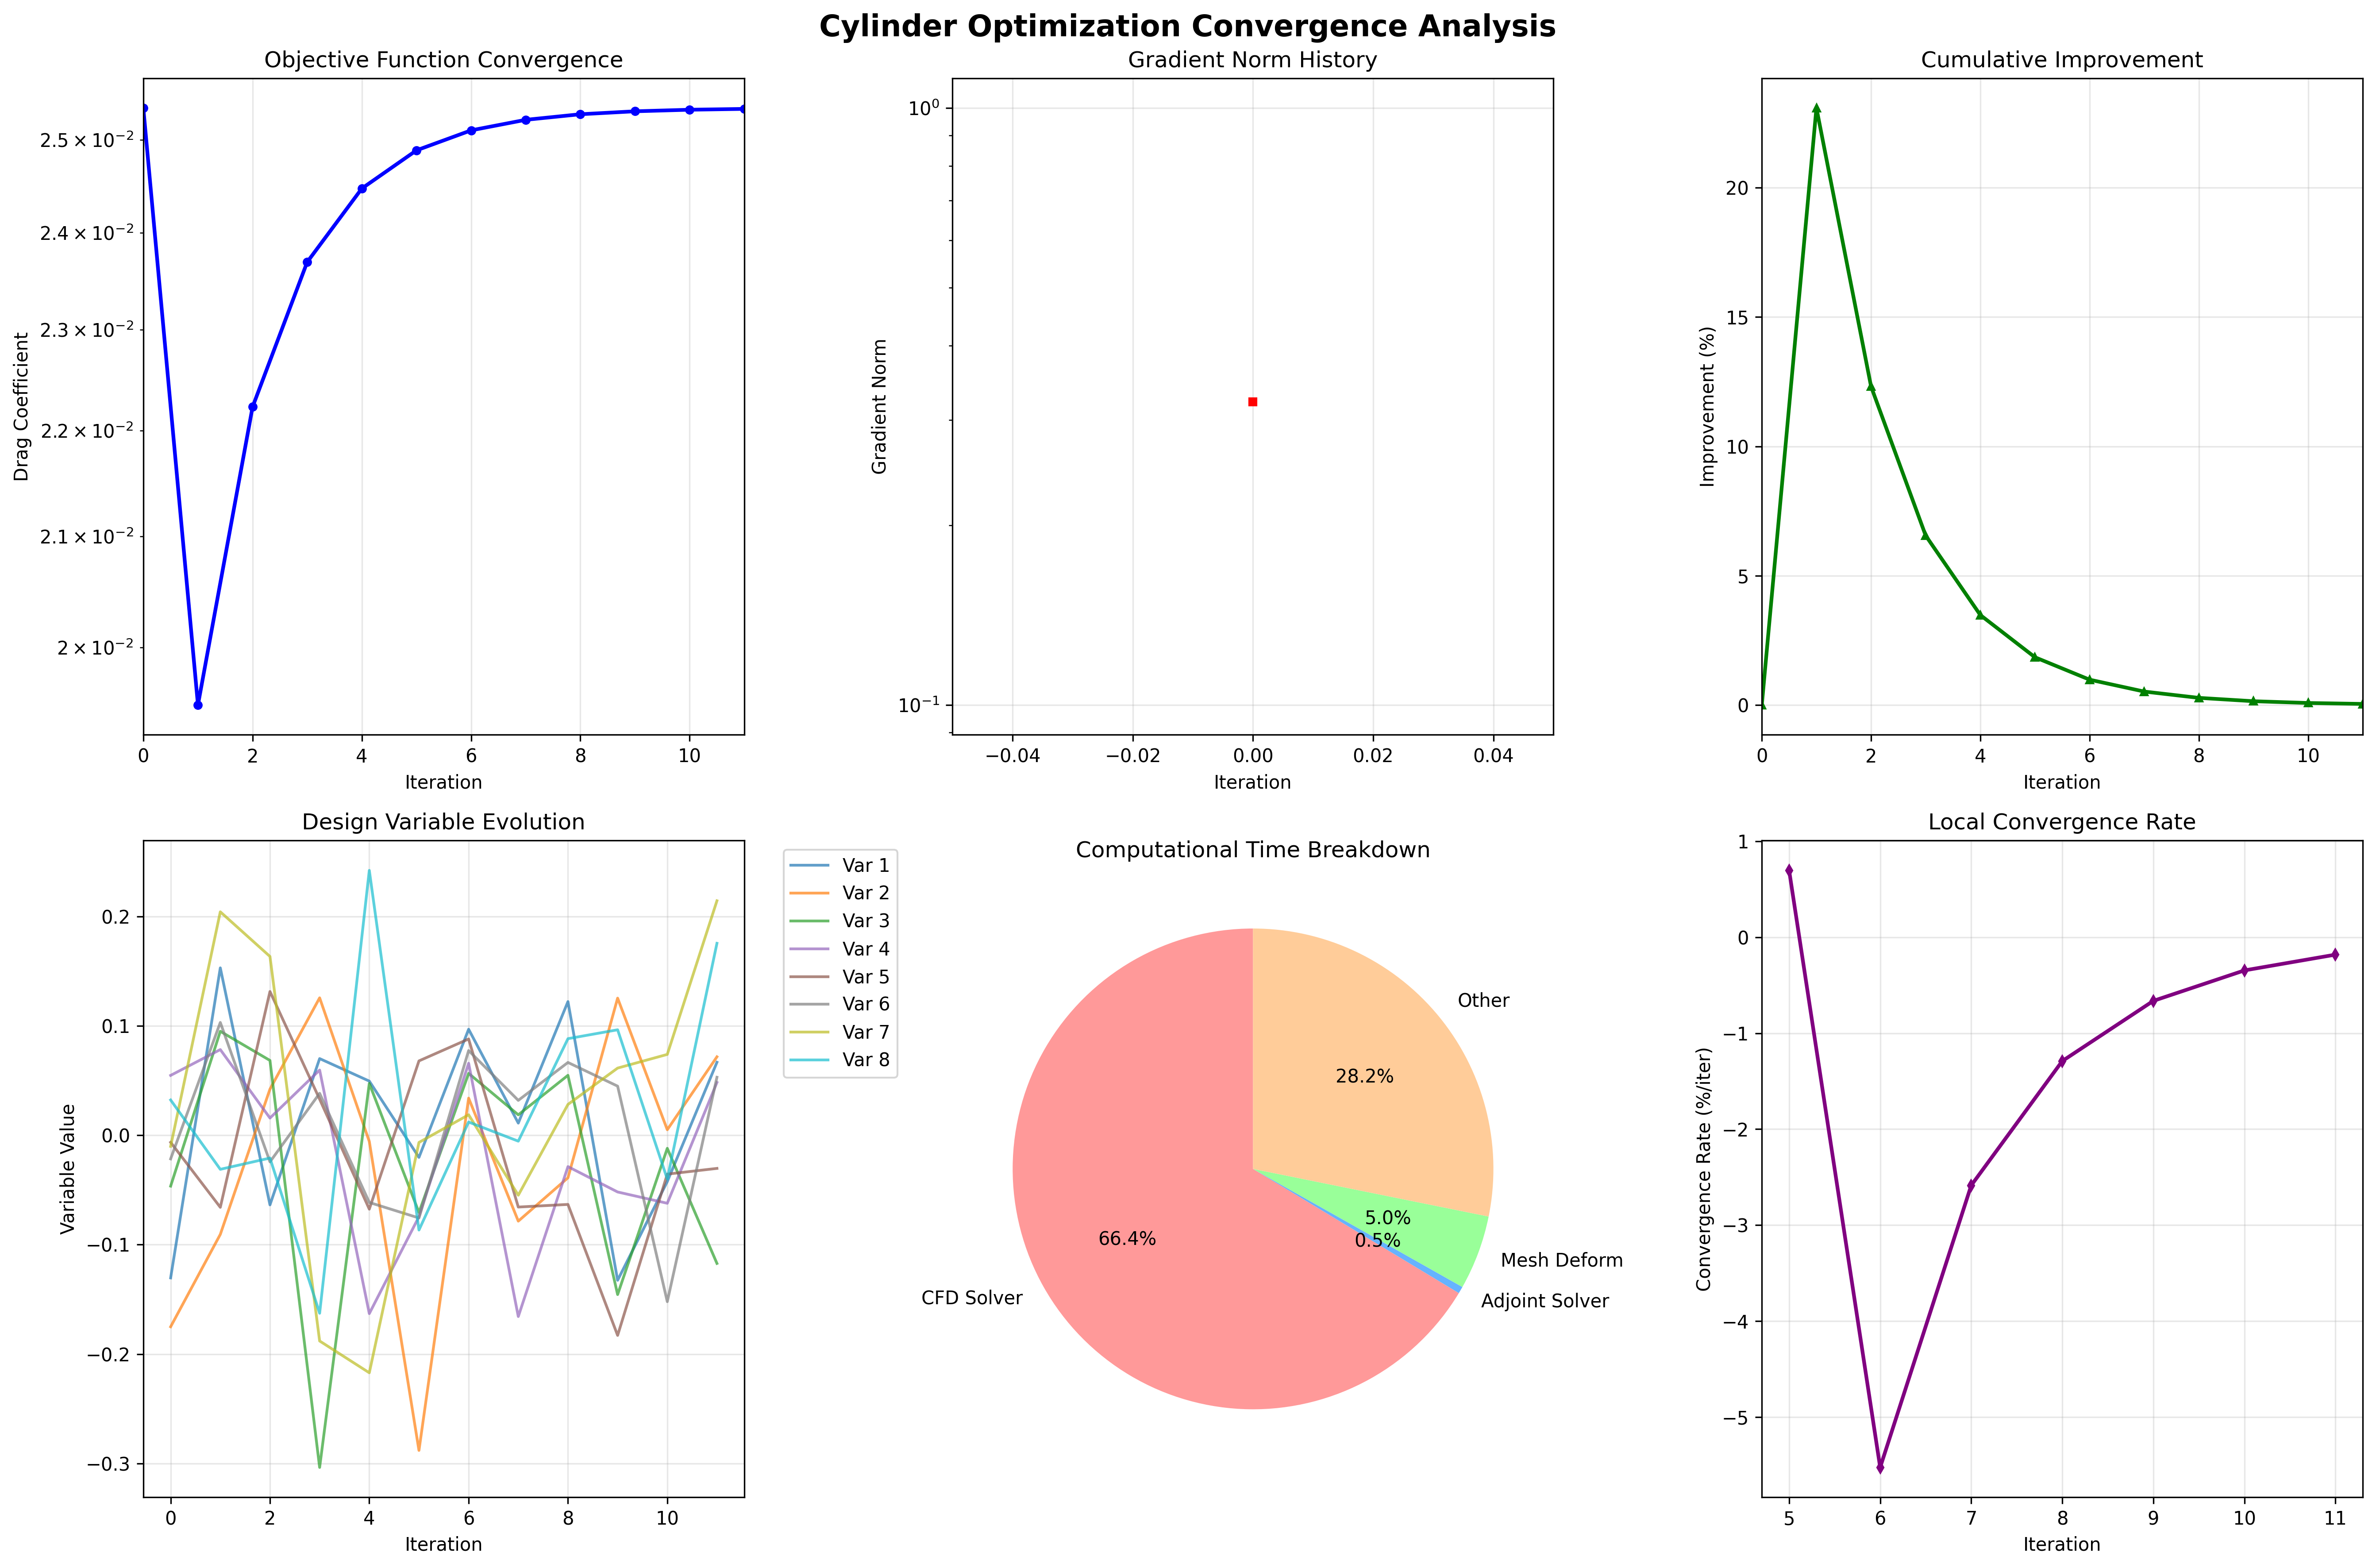 Cylinder Optimization Convergence Analysis
Objective Function Convergence
2.5 × 10⁻²
2.4 × 10⁻²
2.3 × 10⁻²
2.2 × 10⁻²
2.1 × 10⁻²
2 × 10⁻²
Drag Coefficient
0 2 4 6 8 10
Iteration
Gradient Norm History
10⁰
10⁻¹
Gradient Norm
−0.04 −0.02 0.00 0.02 0.04
Iteration
Cumulative Improvement
20
15
10
5
0
Improvement (%)
0 2 4 6 8 10
Iteration
Design Variable Evolution
0.2
0.1
0.0
−0.1
−0.2
−0.3
Variable Value
0 2 4 6 8 10
Iteration
Var 1
Var 2
Var 3
Var 4
Var 5
Var 6
Var 7
Var 8
Computational Time Breakdown
Other
28.2%
5.0%
0.5%
66.4%
Mesh Deform
Adjoint Solver
CFD Solver
Local Convergence Rate
1
0
−1
−2
−3
−4
−5
Convergence Rate (%/iter)
5 6 7 8 9 10 11
Iteration